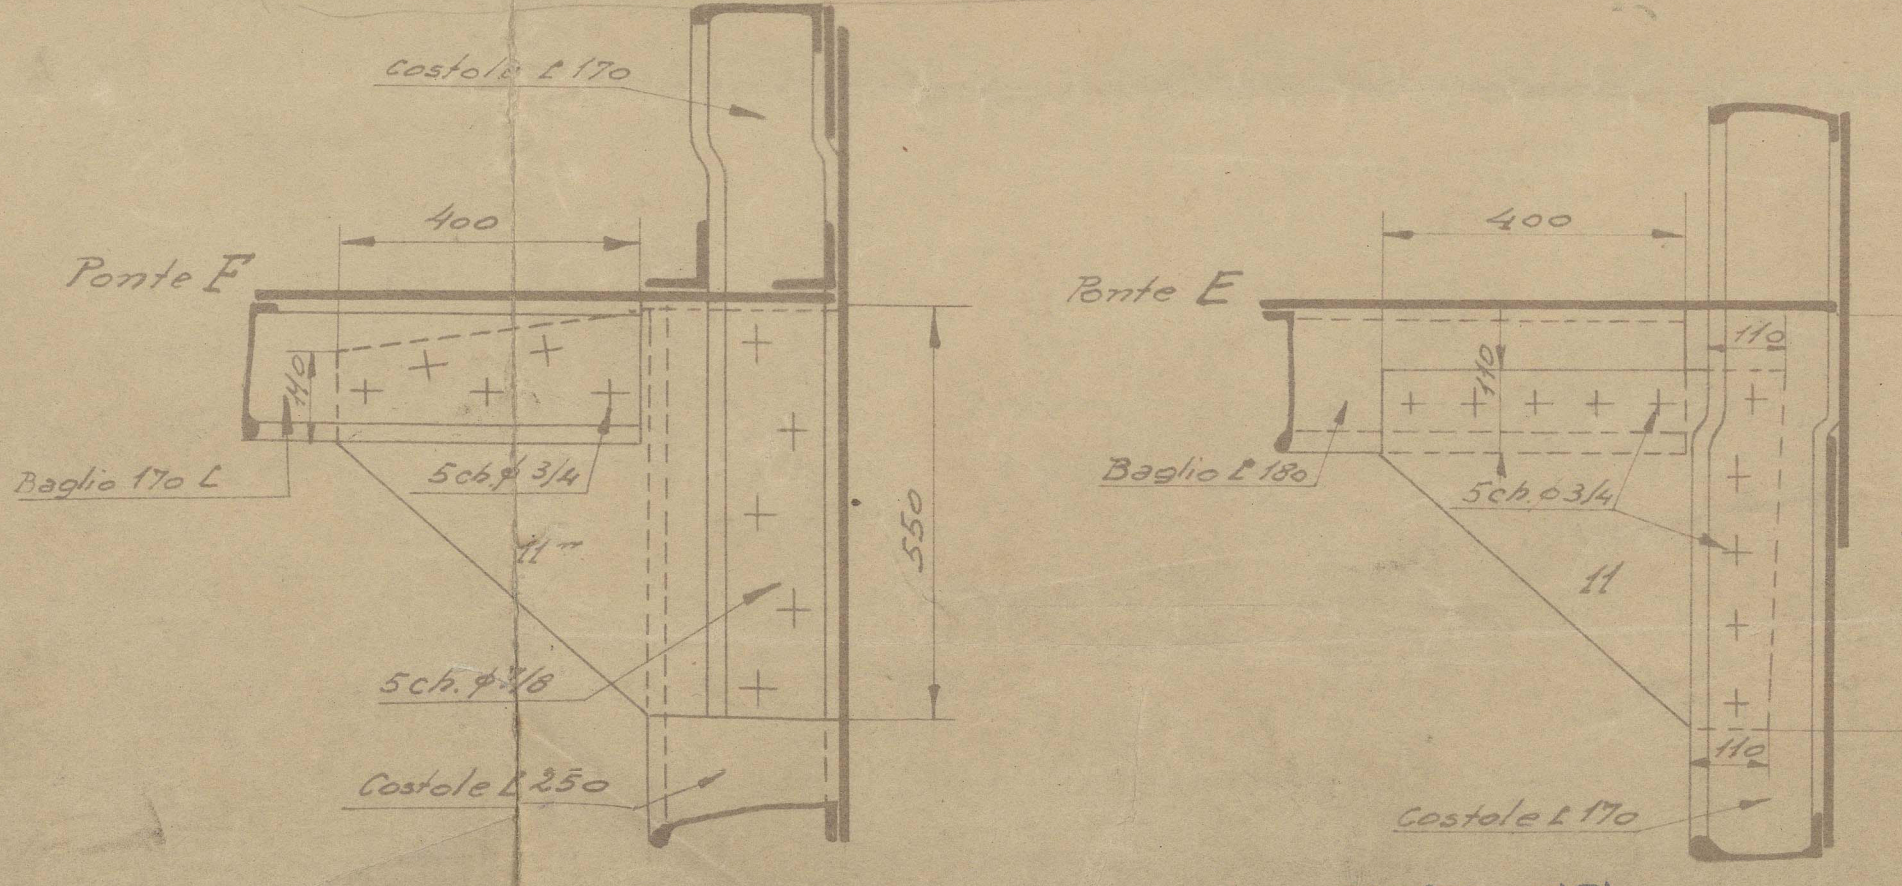 Costole L 170
400
Ponte F
140
Baglio 170 L
5 ch. φ 3/4
11
550
5 ch. φ 7/8
Costole L 250
400
Ponte E
110
110
Baglio L 180
5 ch. φ 3/4
11
110
Costole L 170